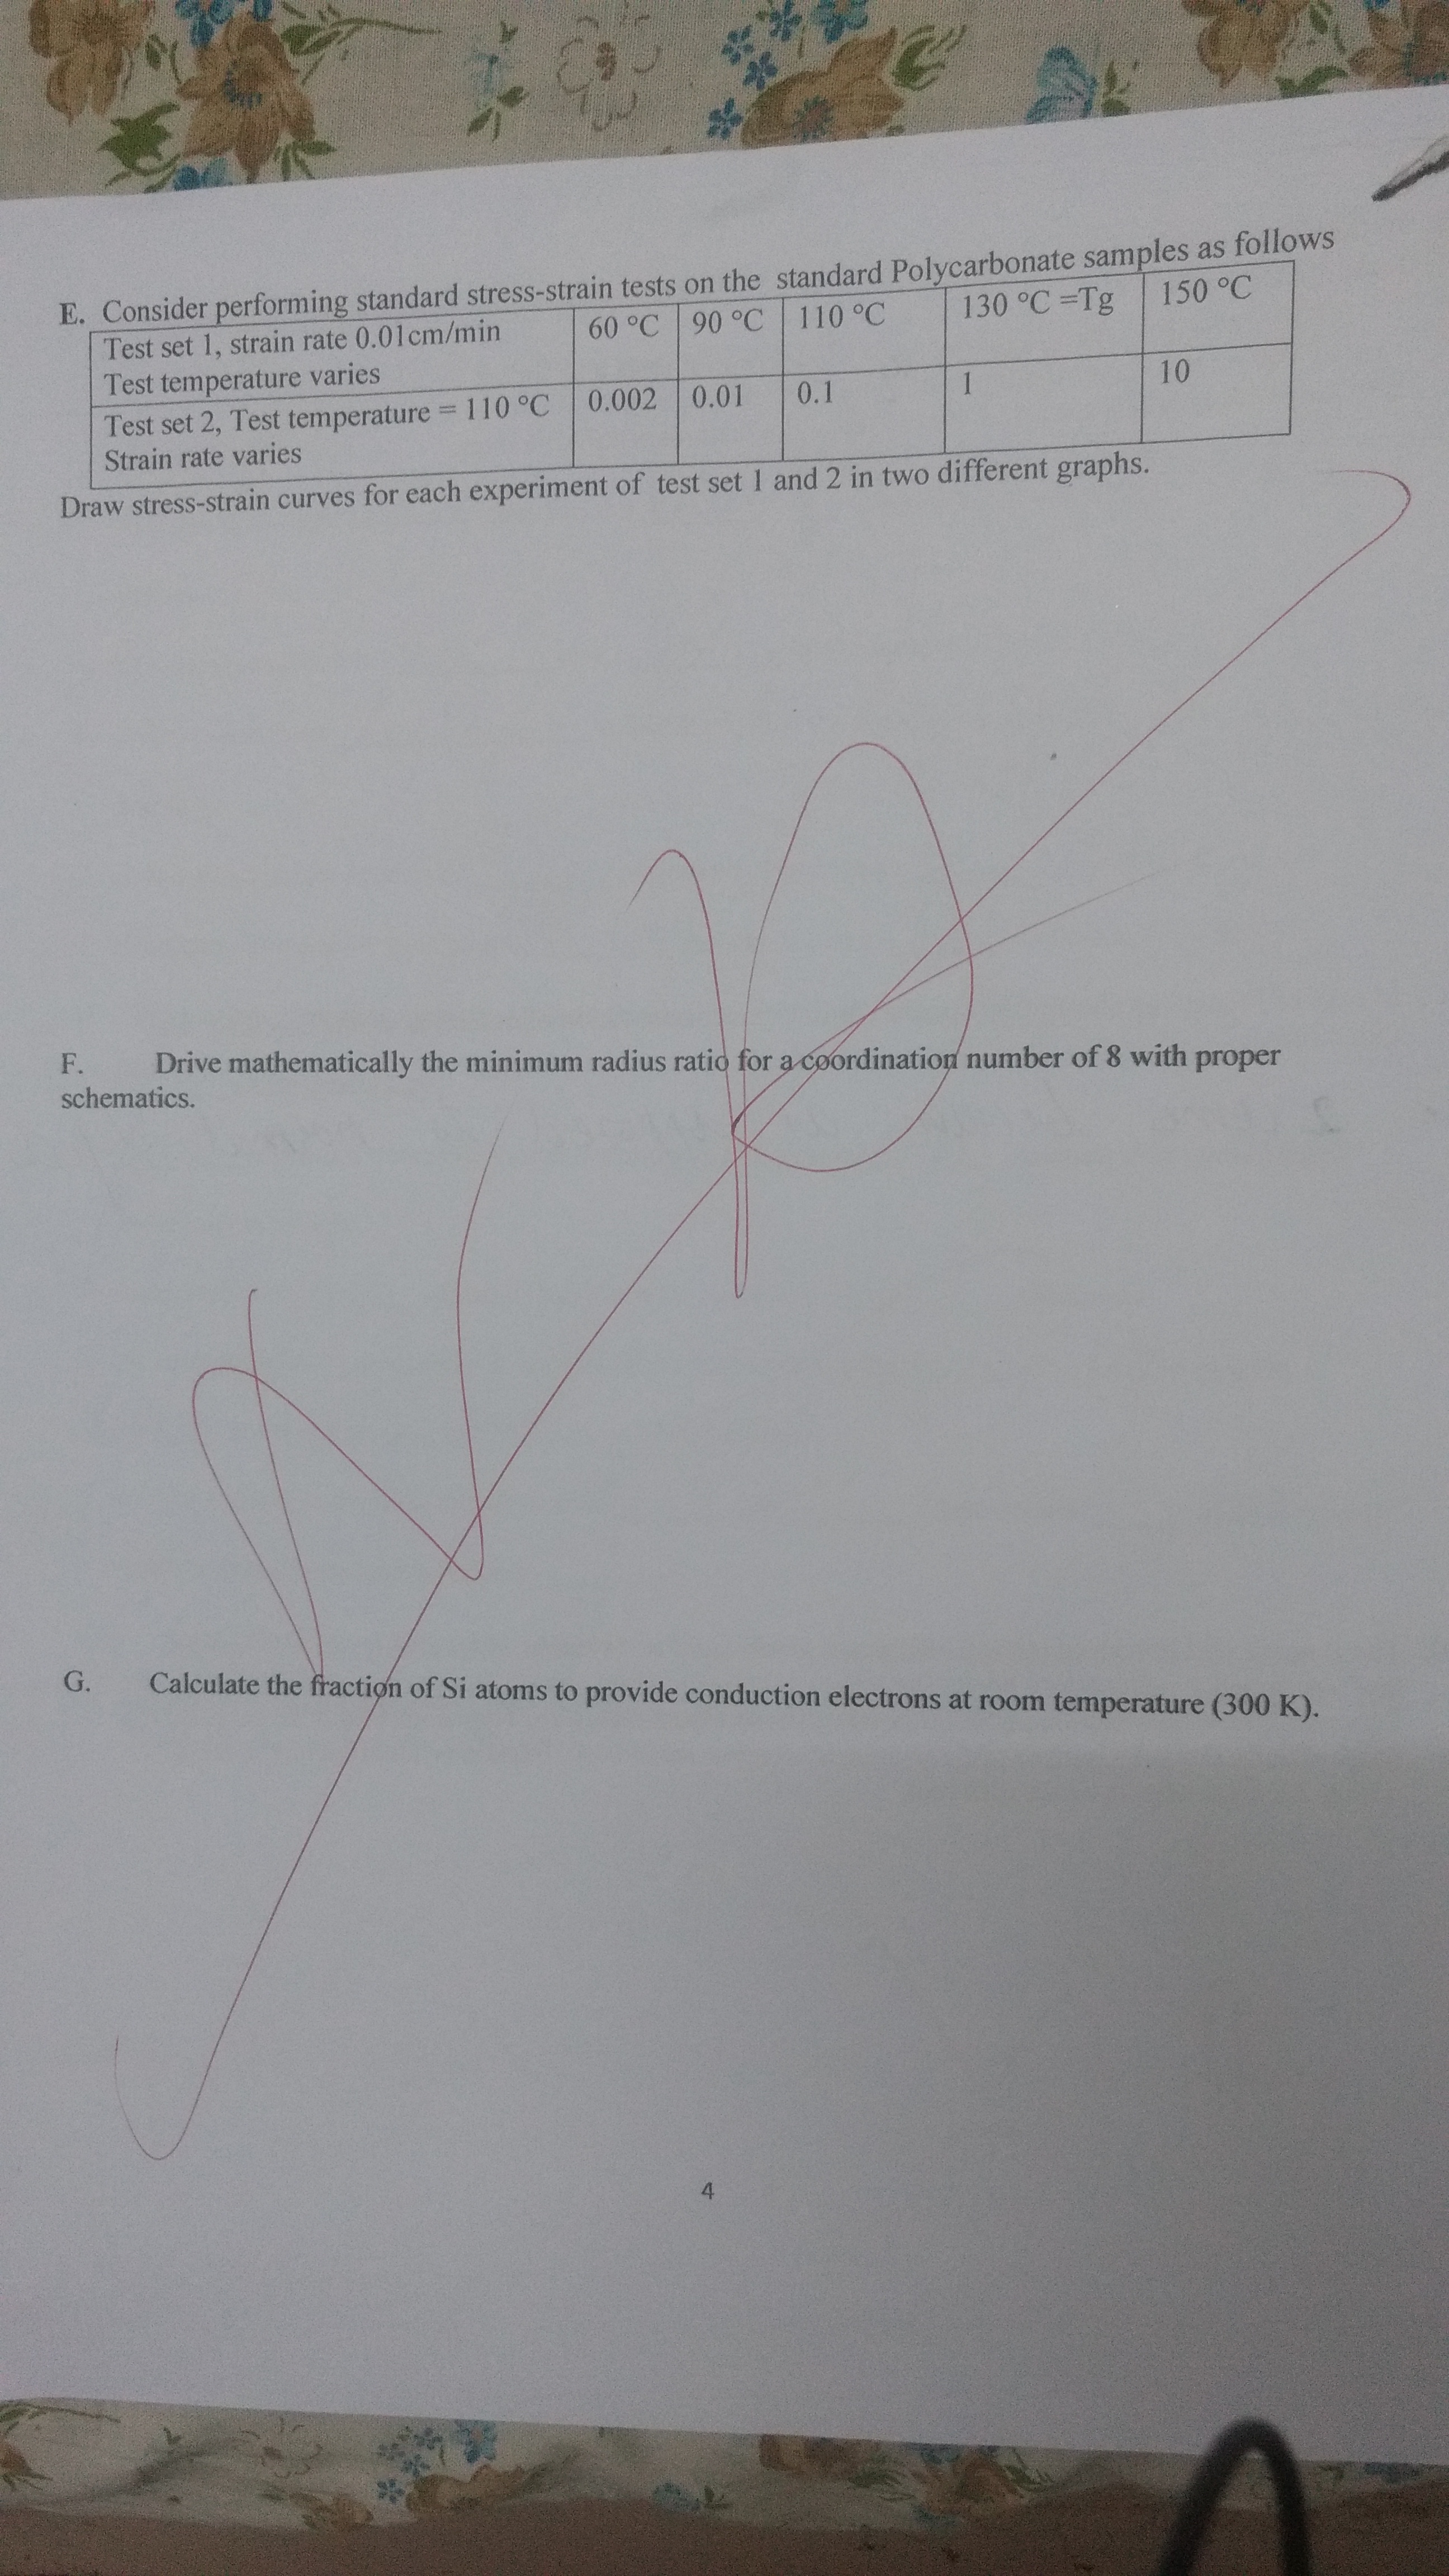 E. Consider performing standard stress-strain tests on the standard Polycarbonate samples as follows
Test set 1, strain rate 0.01cm/min 60 °C 90 °C 110 °C 130 °C =Tg 150 °C
Test temperature varies
Test set 2, Test temperature = 110 °C 0.002 0.01 0.1 1 10
Strain rate varies
Draw stress-strain curves for each experiment of test set 1 and 2 in two different graphs.
F. Drive mathematically the minimum radius ratio for a coordination number of 8 with proper
schematics.
G. Calculate the fraction of Si atoms to provide conduction electrons at room temperature (300 K).
4